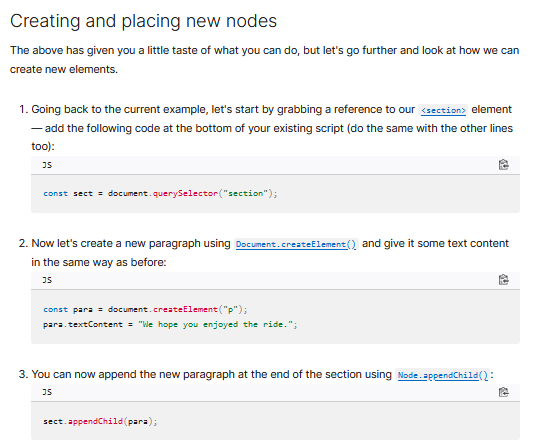 Creating and placing new nodes
The above has given you a little taste of what you can do, but let's go further and look at how we can
create new elements.
1. Going back to the current example, let's start by grabbing a reference to our <section> element
— add the following code at the bottom of your existing script (do the same with the other lines
too):
JS
const sect = document.querySelector("section");
2. Now let's create a new paragraph using Document.createElement() and give it some text content
in the same way as before:
JS
const para = document.createElement("p");
para.textContent = "We hope you enjoyed the ride.";
3. You can now append the new paragraph at the end of the section using Node.appendChild():
JS
sect.appendChild(para);